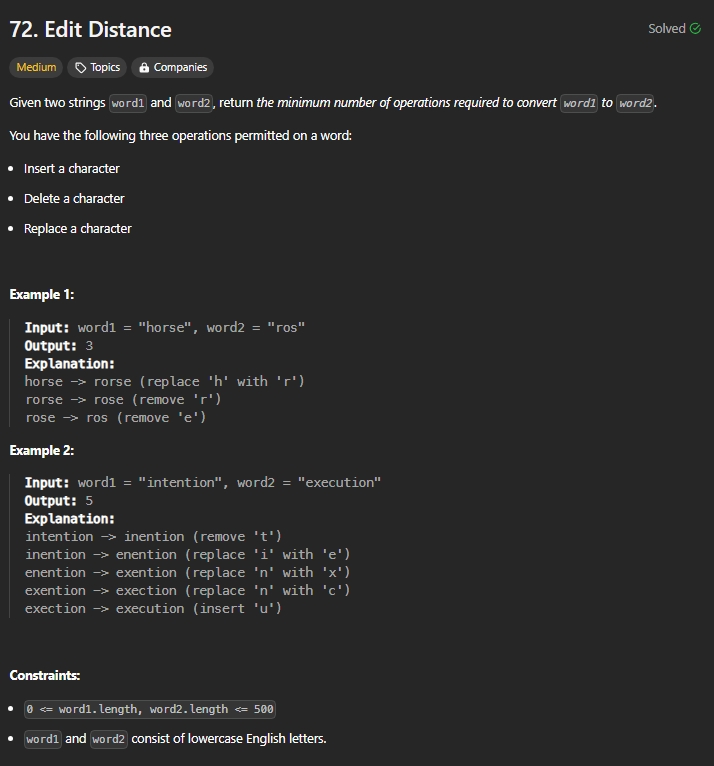 72. Edit Distance
Solved
Medium
Topics
Companies
Given two strings word1 and word2, return the minimum number of operations required to convert word1 to word2.
You have the following three operations permitted on a word:
Insert a character
Delete a character
Replace a character
Example 1:
Input: word1 = "horse", word2 = "ros"
Output: 3
Explanation:
horse -> rorse (replace 'h' with 'r')
rorse -> rose (remove 'r')
rose -> ros (remove 'e')
Example 2:
Input: word1 = "intention", word2 = "execution"
Output: 5
Explanation:
intention -> inention (remove 't')
inention -> enention (replace 'i' with 'e')
enention -> exention (replace 'n' with 'x')
exention -> exection (replace 'n' with 'c')
exection -> execution (insert 'u')
Constraints:
0 <= word1.length, word2.length <= 500
word1 and word2 consist of lowercase English letters.